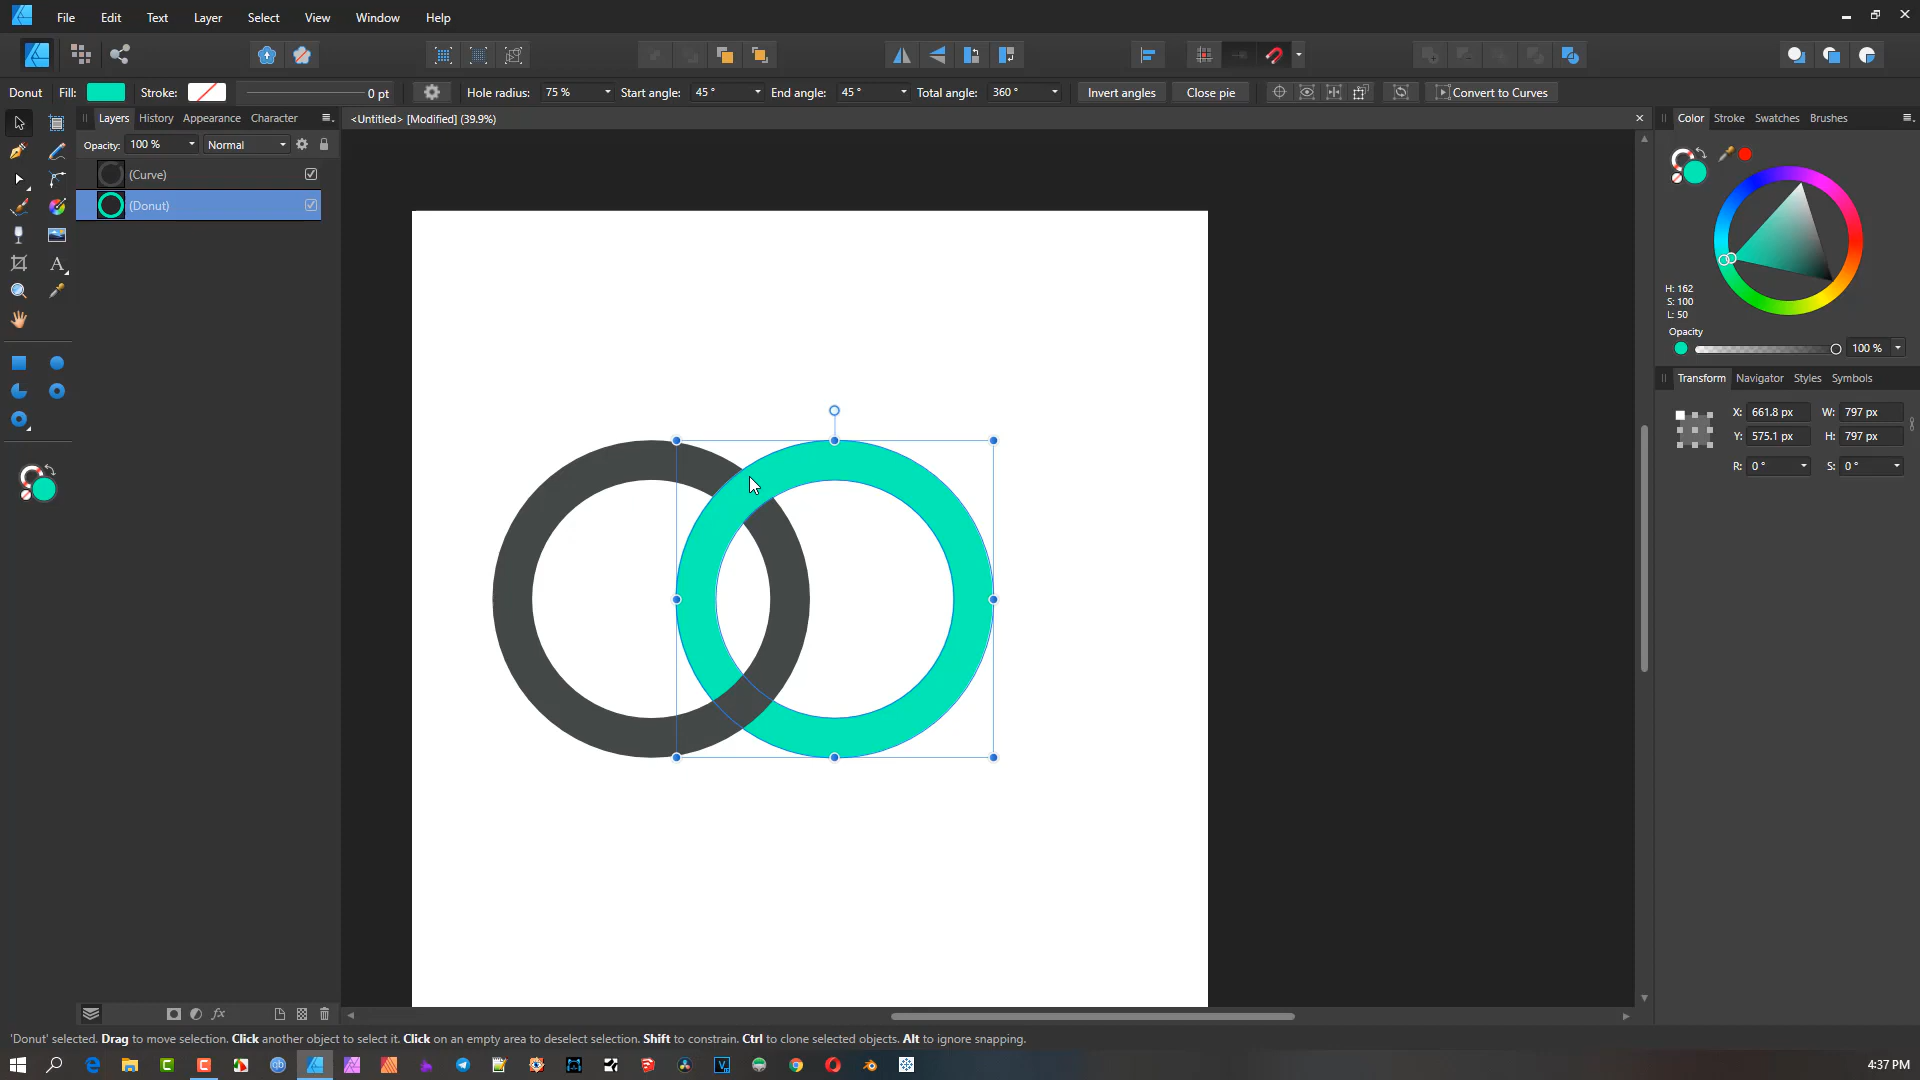 File Edit Text Layer Select View Window Help
Donut Fill: Stroke: 0 pt Hole radius: 75 % Start angle: 45 ° End angle: 45 ° Total angle: 360 ° Invert angles Close pie Convert to Curves
Layers History Appearance Character
<Untitled> [Modified] (39.9%)
Color Stroke Swatches Brushes
Opacity: 100 % Normal
(Curve)
(Donut)
H: 162
S: 100
L: 50
Opacity
100 %
Transform Navigator Styles Symbols
X: 661.8 px W: 797 px
Y: 575.1 px H: 797 px
R: 0 ° S: 0 °
fx
'Donut' selected. Drag to move selection. Click another object to select it. Click on an empty area to deselect selection. Shift to constrain. Ctrl to clone selected objects. Alt to ignore snapping.
4:37 PM